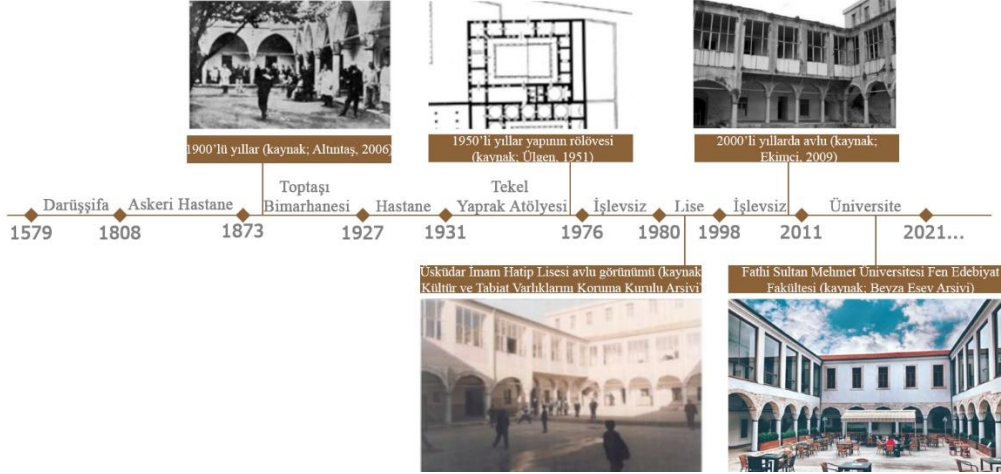 1900'lü yıllar (kaynak; Altıntaş, 2006)
1950'li yıllar yapının rölövesi
(kaynak; Ülgen, 1951)
2000'li yıllarda avlu (kaynak;
Ekimci, 2009)
Darüşşifa
Askeri Hastane
Toptaşı
Bimarhanesi
Hastane
Tekel
Yaprak Atölyesi
İşlevsiz
Lise
İşlevsiz
Üniversite
1579
1808
1873
1927
1931
1976
1980
1998
2011
2021...
Üsküdar İmam Hatip Lisesi avlu görünümü (kaynak
Kültür ve Tabiat Varlıklarını Koruma Kurulu Arşivi)
Fathi Sultan Mehmet Üniversitesi Fen Edebiyat
Fakültesi (kaynak; Beyza Esev Arşivi)